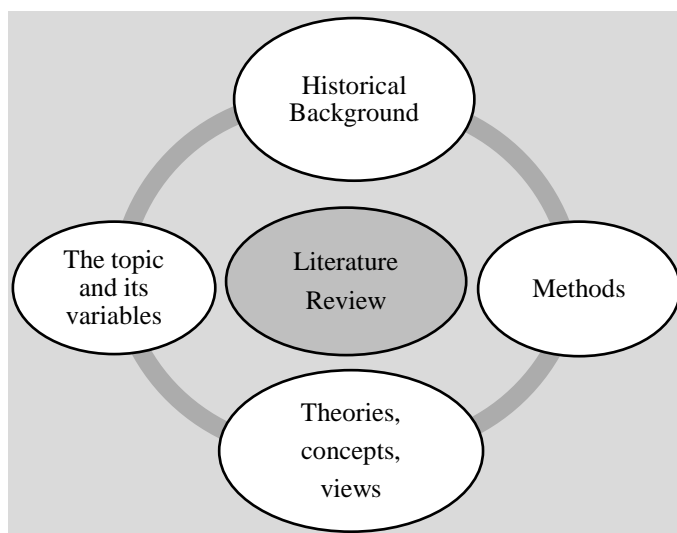 Historical
Background
The topic
and its
variables
Literature
Review
Methods
Theories,
concepts,
views